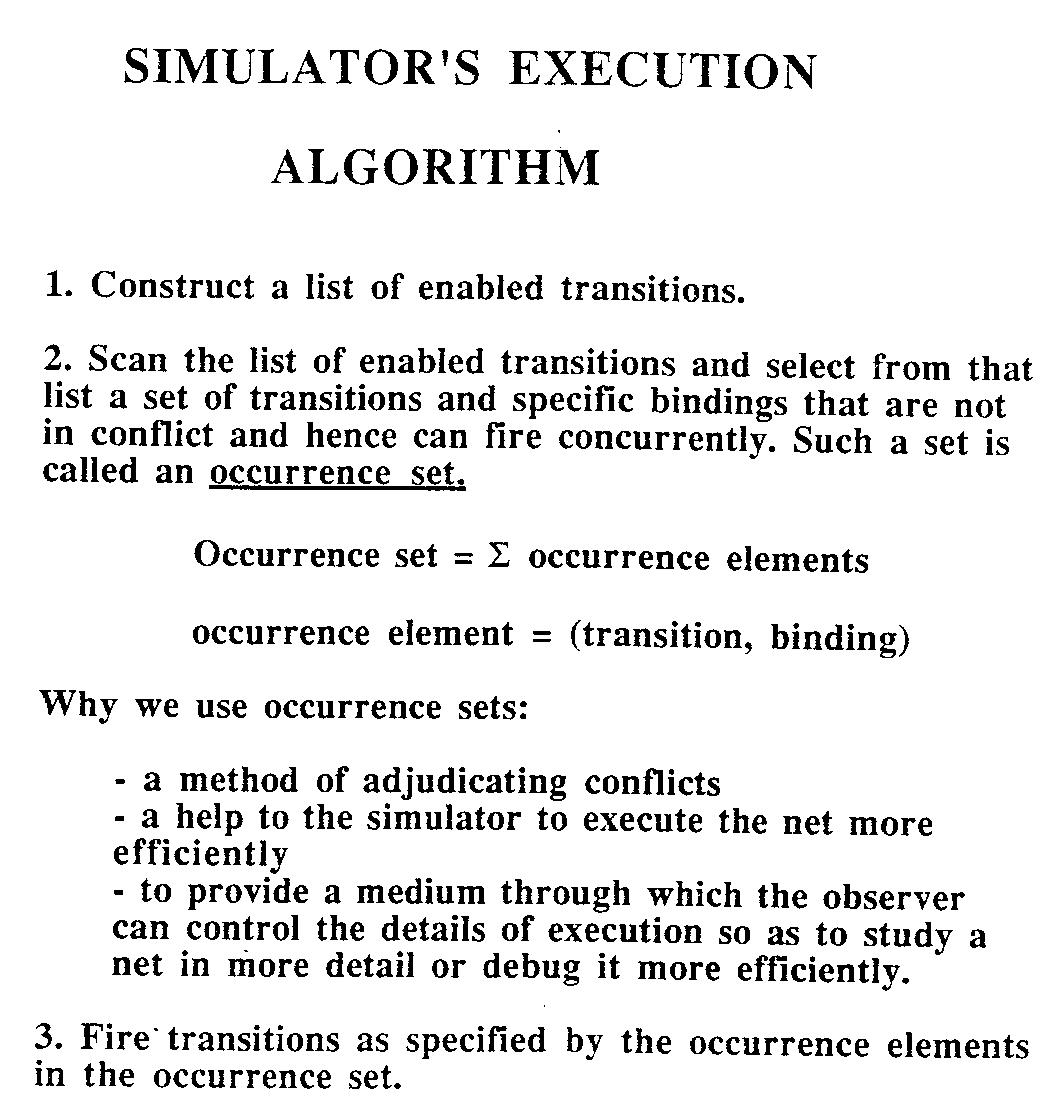 SIMULATOR'S EXECUTION
ALGORITHM
1. Construct a list of enabled transitions.
2. Scan the list of enabled transitions and select from that
list a set of transitions and specific bindings that are not
in conflict and hence can fire concurrently. Such a set is
called an occurrence set.
Occurrence set = Σ occurrence elements
occurrence element = (transition, binding)
Why we use occurrence sets:
- a method of adjudicating conflicts
- a help to the simulator to execute the net more
efficiently
- to provide a medium through which the observer
can control the details of execution so as to study a
net in more detail or debug it more efficiently.
3. Fire transitions as specified by the occurrence elements
in the occurrence set.